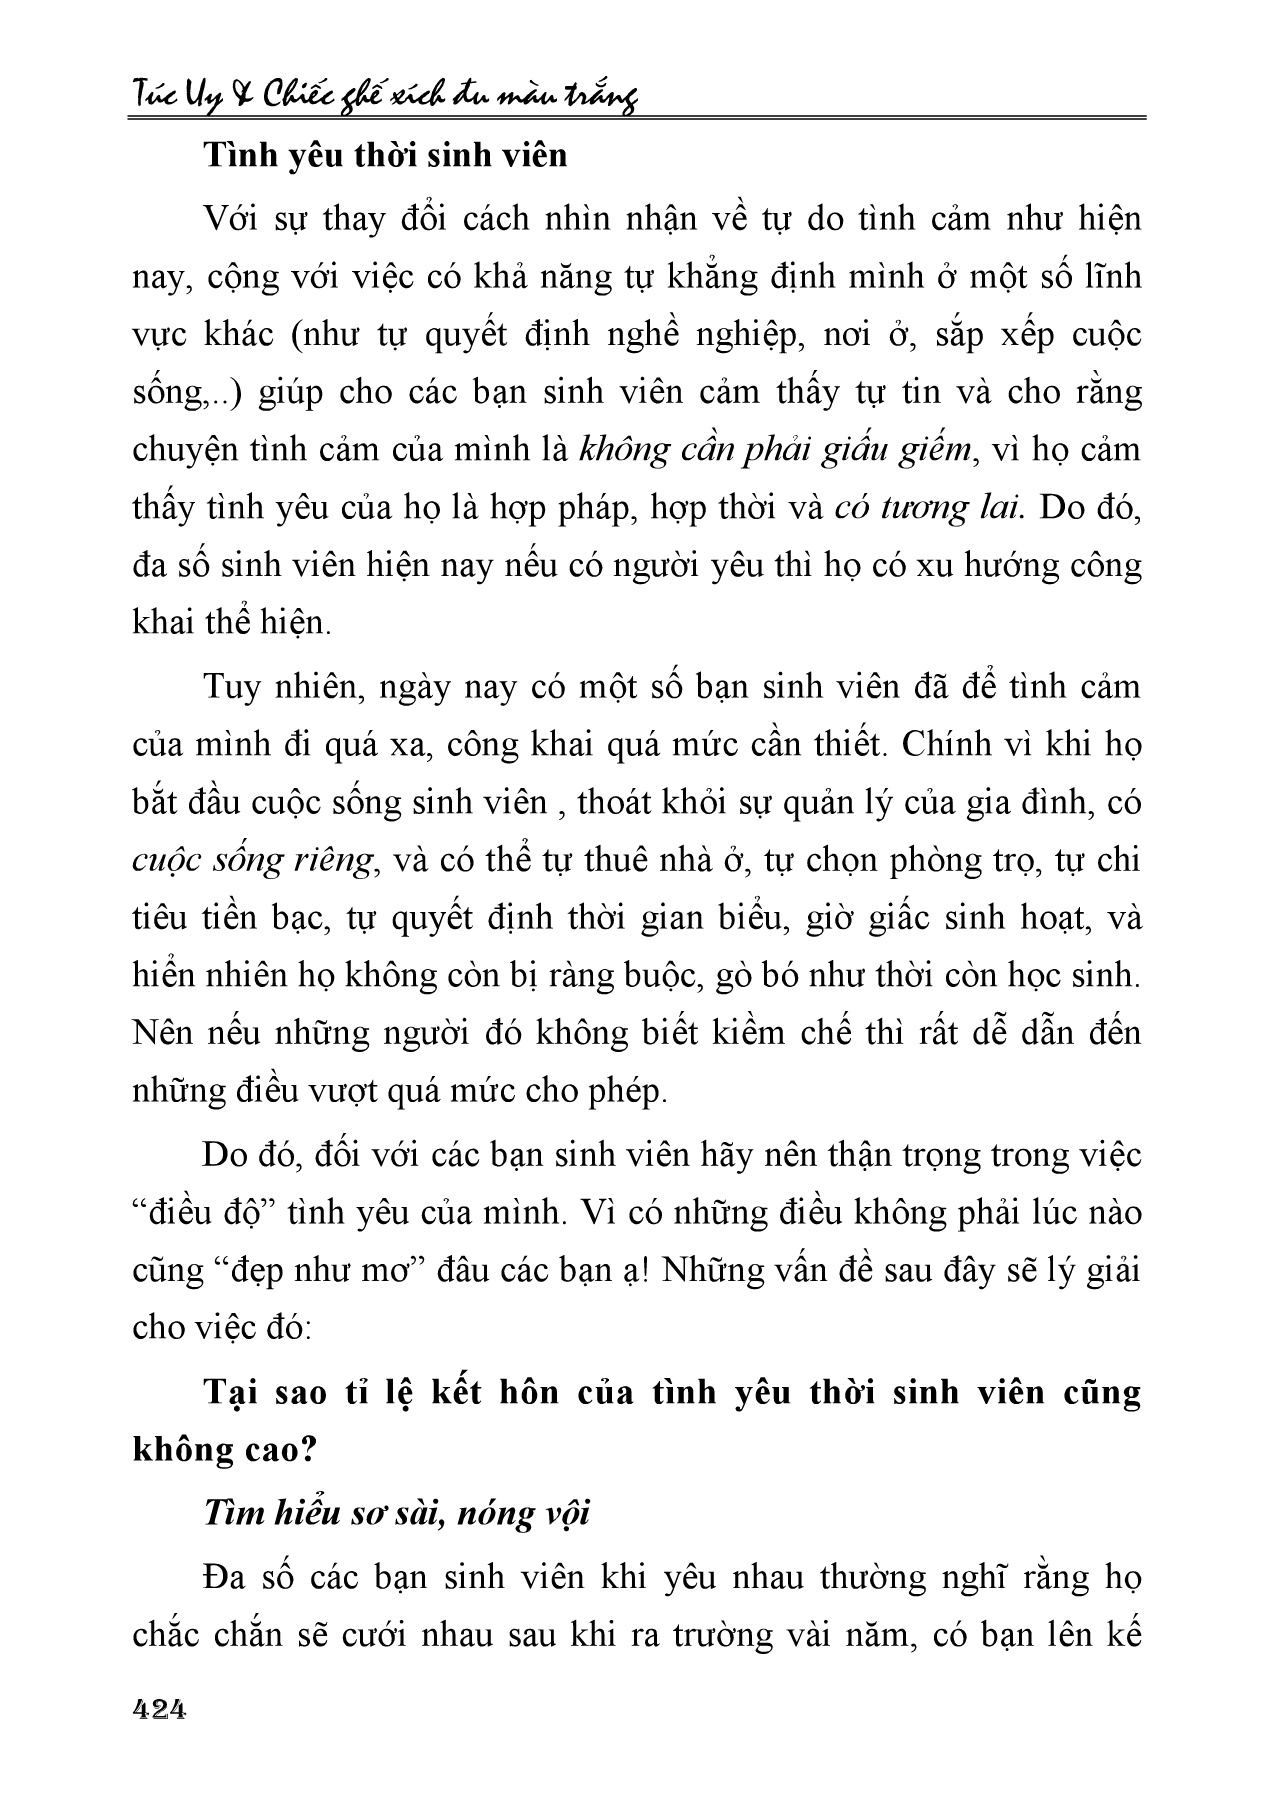 Túc Uy & Chiếc ghế xích đu màu trắng
Tình yêu thời sinh viên
Với sự thay đổi cách nhìn nhận về tự do tình cảm như hiện
nay, cộng với việc có khả năng tự khẳng định mình ở một số lĩnh
vực khác (như tự quyết định nghề nghiệp, nơi ở, sắp xếp cuộc
sống,..) giúp cho các bạn sinh viên cảm thấy tự tin và cho rằng
chuyện tình cảm của mình là không cần phải giấu giếm, vì họ cảm
thấy tình yêu của họ là hợp pháp, hợp thời và có tương lai. Do đó,
đa số sinh viên hiện nay nếu có người yêu thì họ có xu hướng công
khai thể hiện.
Tuy nhiên, ngày nay có một số bạn sinh viên đã để tình cảm
của mình đi quá xa, công khai quá mức cần thiết. Chính vì khi họ
bắt đầu cuộc sống sinh viên , thoát khỏi sự quản lý của gia đình, có
cuộc sống riêng, và có thể tự thuê nhà ở, tự chọn phòng trọ, tự chi
tiêu tiền bạc, tự quyết định thời gian biểu, giờ giấc sinh hoạt, và
hiển nhiên họ không còn bị ràng buộc, gò bó như thời còn học sinh.
Nên nếu những người đó không biết kiềm chế thì rất dễ dẫn đến
những điều vượt quá mức cho phép.
Do đó, đối với các bạn sinh viên hãy nên thận trọng trong việc
“điều độ” tình yêu của mình. Vì có những điều không phải lúc nào
cũng “đẹp như mơ” đâu các bạn ạ! Những vấn đề sau đây sẽ lý giải
cho việc đó:
Tại sao tỉ lệ kết hôn của tình yêu thời sinh viên cũng
không cao?
Tìm hiểu sơ sài, nóng vội
Đa số các bạn sinh viên khi yêu nhau thường nghĩ rằng họ
chắc chắn sẽ cưới nhau sau khi ra trường vài năm, có bạn lên kế
424